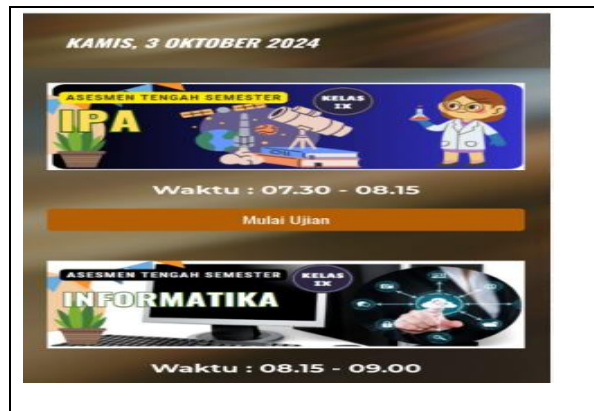 KAMIS, 3 OKTOBER 2024
ASESMEN TENGAH SEMESTER
KELAS
IX
IPA
Waktu : 07.30 - 08.15
Mulai Ujian
ASESMEN TENGAH SEMESTER
KELAS
IX
INFORMATIKA
Waktu : 08.15 - 09.00